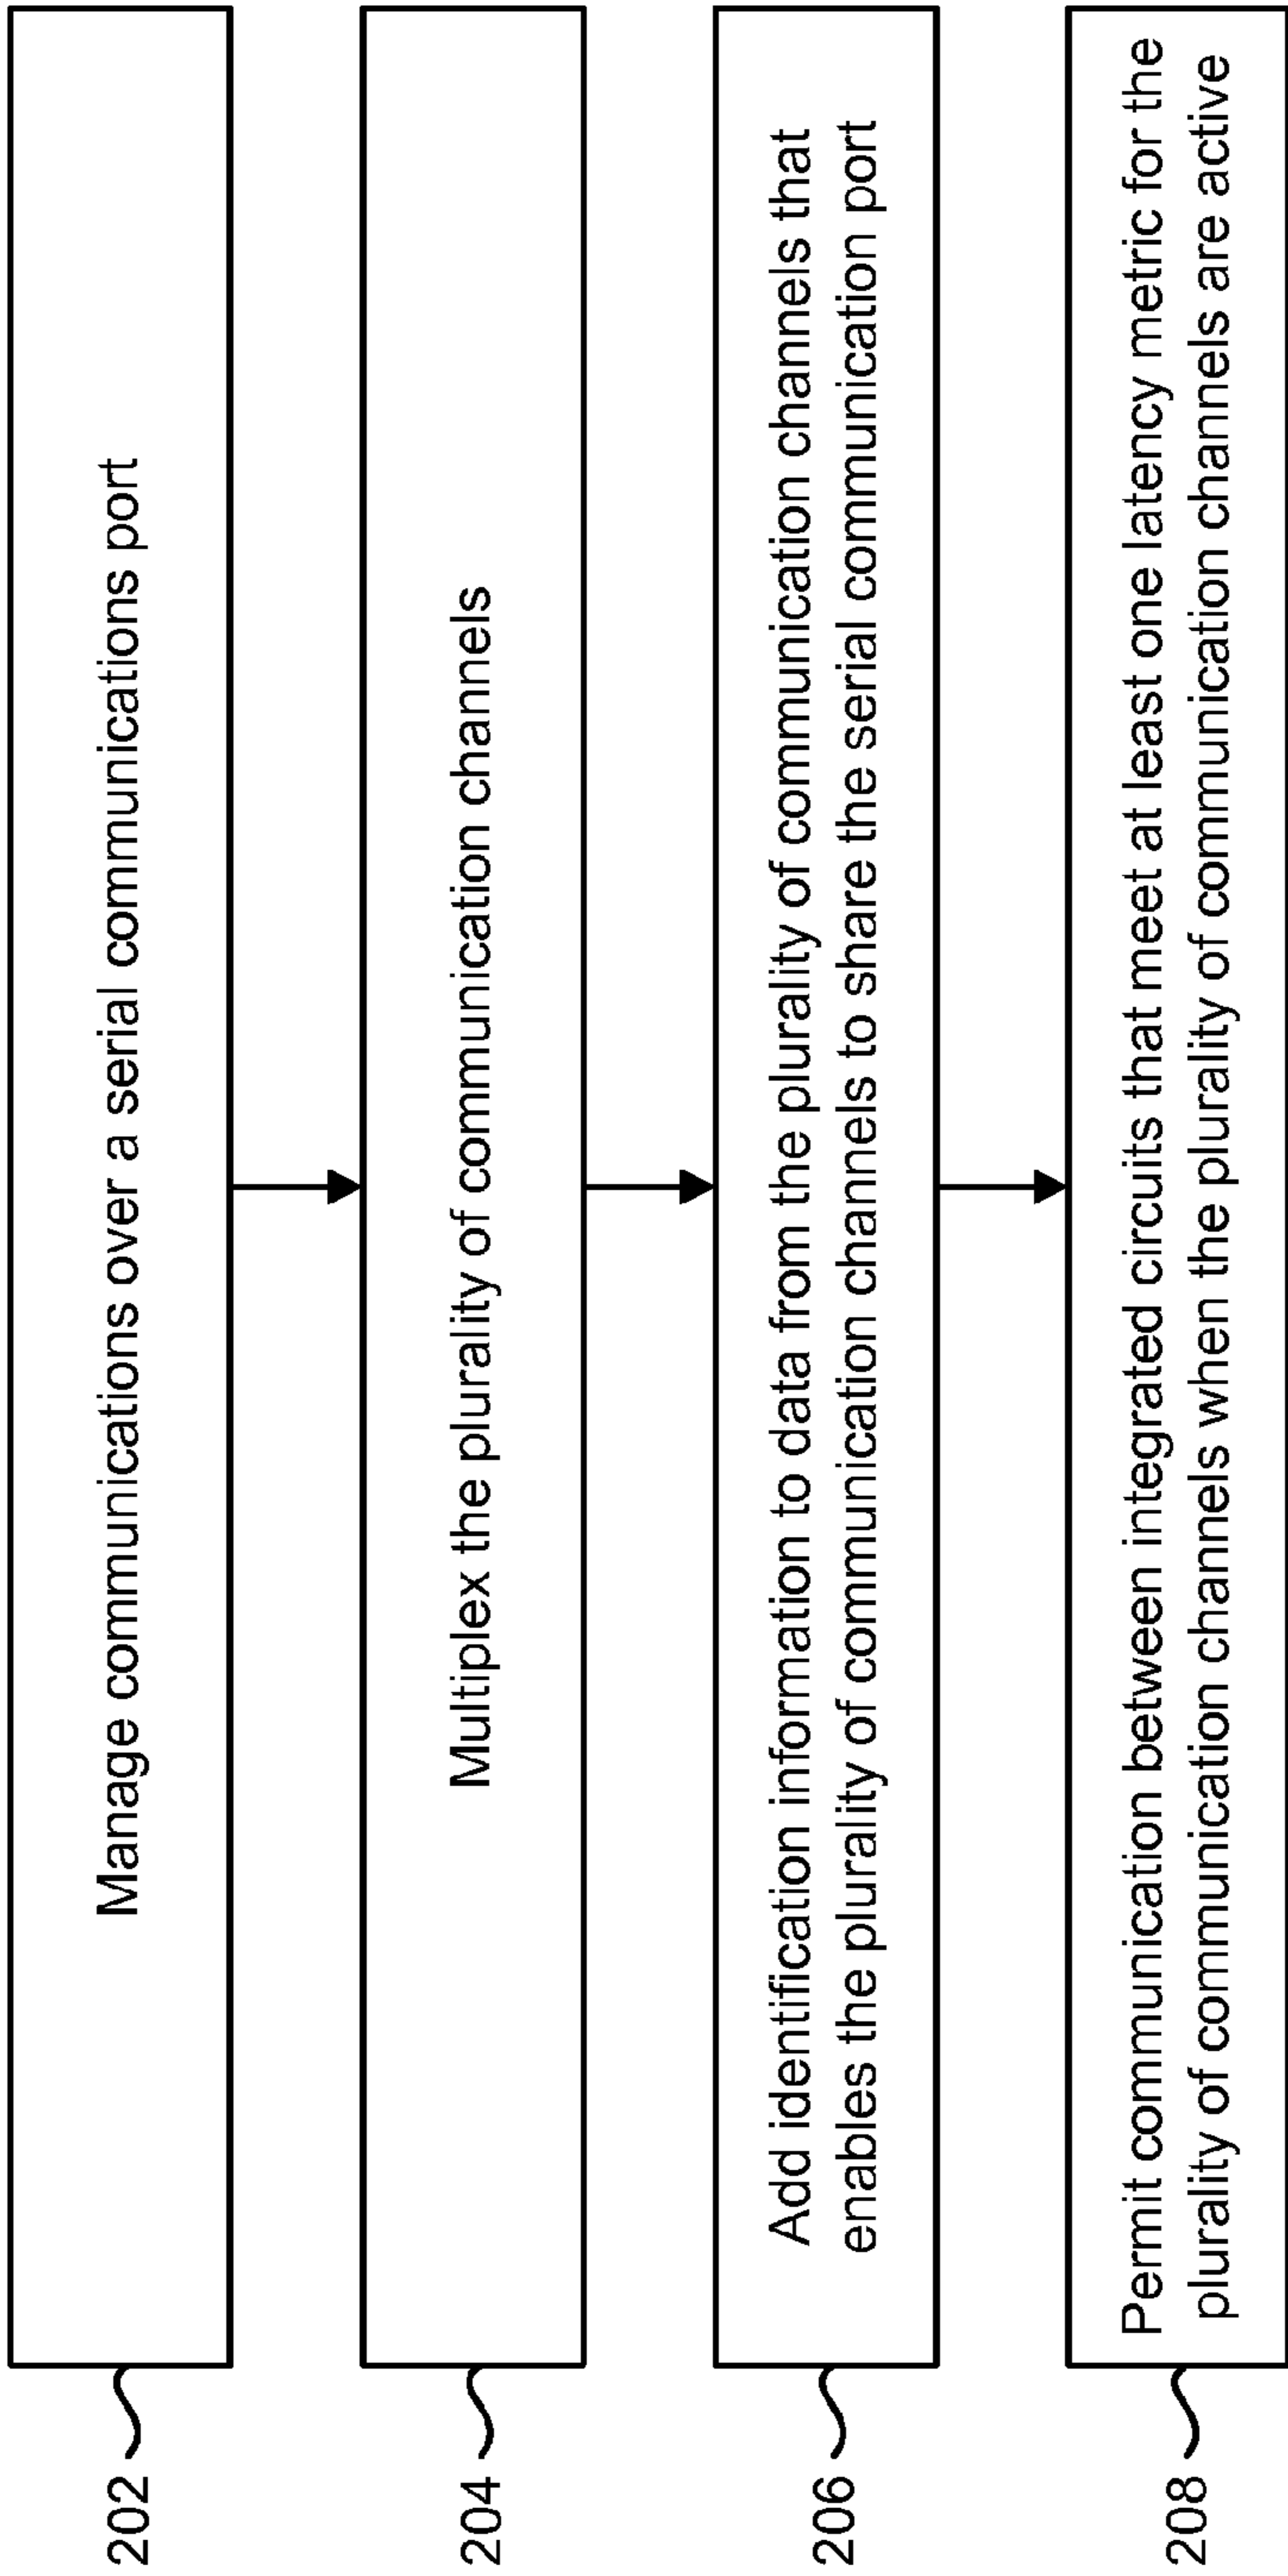 202
Manage communications over a serial communications port
204
Multiplex the plurality of communication channels
206
Add identification information to data from the plurality of communication channels that
enables the plurality of communication channels to share the serial communication port
208
Permit communication between integrated circuits that meet at least one latency metric for the
plurality of communication channels when the plurality of communication channels are active